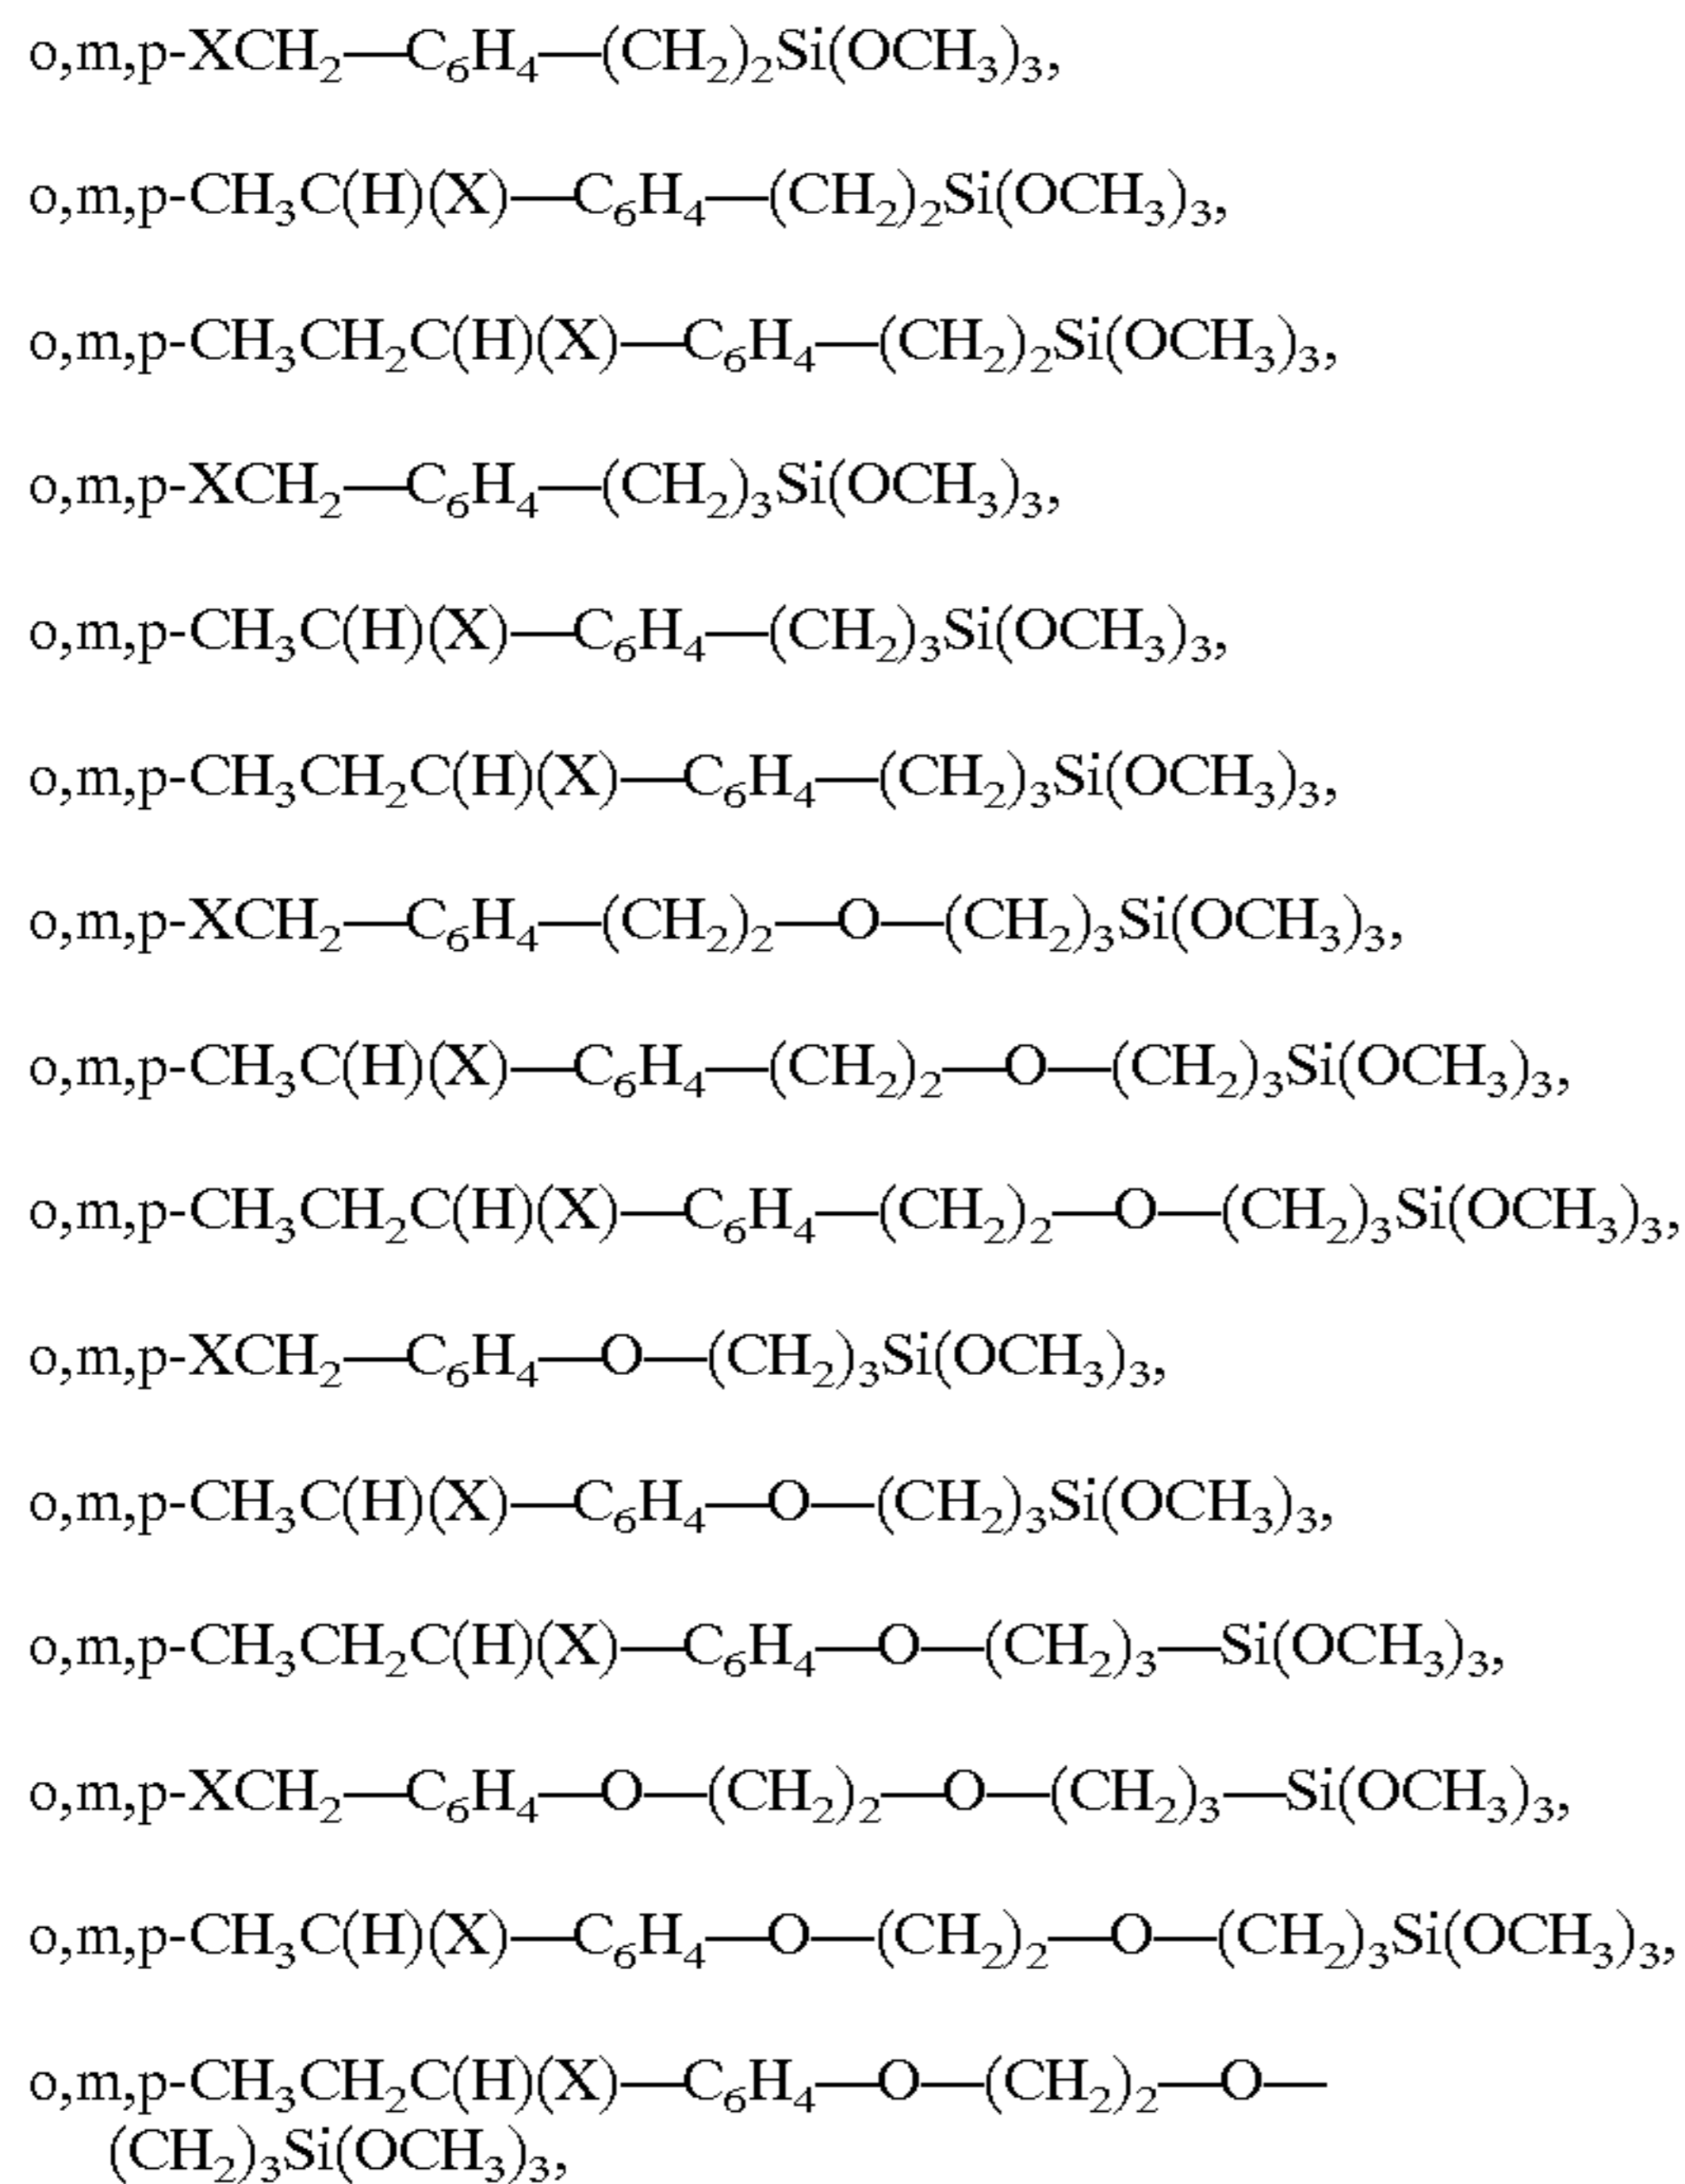 o,m,p-XCH₂—C₆H₄—(CH₂)₂Si(OCH₃)₃,
o,m,p-CH₃C(H)(X)—C₆H₄—(CH₂)₂Si(OCH₃)₃,
o,m,p-CH₃CH₂C(H)(X)—C₆H₄—(CH₂)₂Si(OCH₃)₃,
o,m,p-XCH₂—C₆H₄—(CH₂)₃Si(OCH₃)₃,
o,m,p-CH₃C(H)(X)—C₆H₄—(CH₂)₃Si(OCH₃)₃,
o,m,p-CH₃CH₂C(H)(X)—C₆H₄—(CH₂)₃Si(OCH₃)₃,
o,m,p-XCH₂—C₆H₄—(CH₂)₂—O—(CH₂)₃Si(OCH₃)₃,
o,m,p-CH₃C(H)(X)—C₆H₄—(CH₂)₂—O—(CH₂)₃Si(OCH₃)₃,
o,m,p-CH₃CH₂C(H)(X)—C₆H₄—(CH₂)₂—O—(CH₂)₃Si(OCH₃)₃,
o,m,p-XCH₂—C₆H₄—O—(CH₂)₃Si(OCH₃)₃,
o,m,p-CH₃C(H)(X)—C₆H₄—O—(CH₂)₃Si(OCH₃)₃,
o,m,p-CH₃CH₂C(H)(X)—C₆H₄—O—(CH₂)₃—Si(OCH₃)₃,
o,m,p-XCH₂—C₆H₄—O—(CH₂)₂—O—(CH₂)₃—Si(OCH₃)₃,
o,m,p-CH₃C(H)(X)—C₆H₄—O—(CH₂)₂—O—(CH₂)₃Si(OCH₃)₃,
o,m,p-CH₃CH₂C(H)(X)—C₆H₄—O—(CH₂)₂—O—
(CH₂)₃Si(OCH₃)₃,